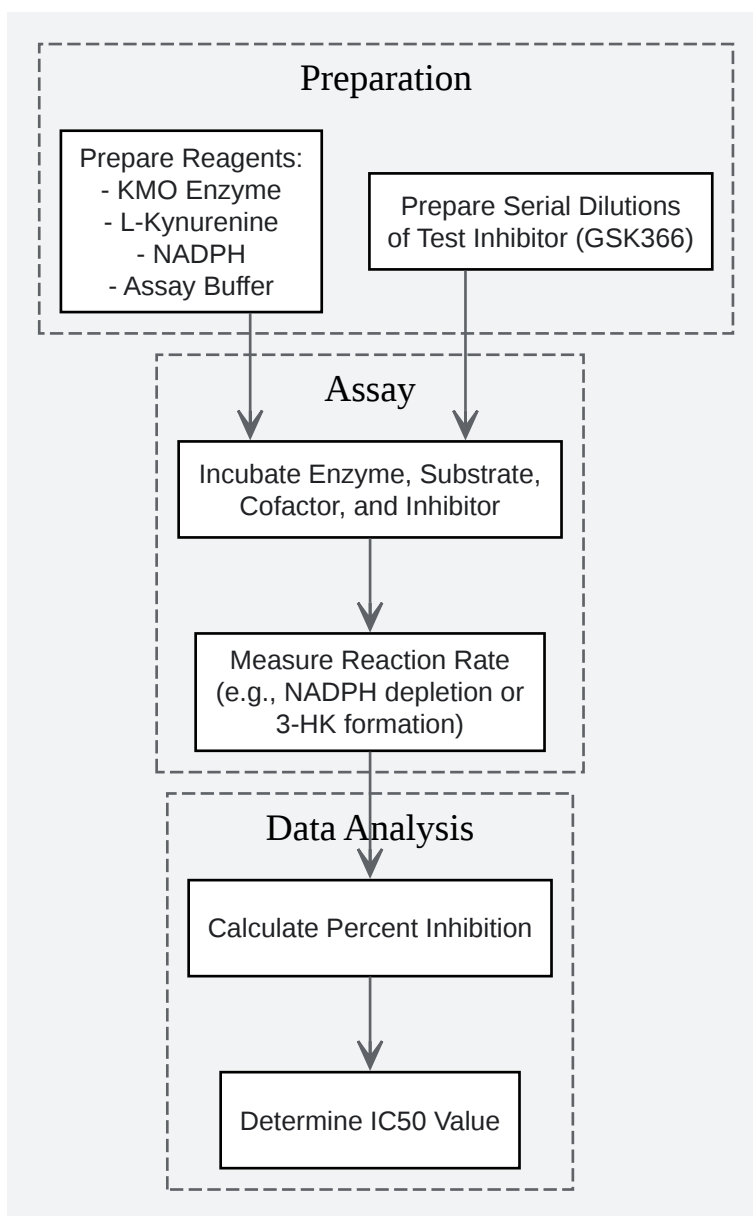 Preparation
Prepare Reagents:
- KMO Enzyme
- L-Kynurenine
- NADPH
- Assay Buffer
Prepare Serial Dilutions
of Test Inhibitor (GSK366)
Assay
Incubate Enzyme, Substrate,
Cofactor, and Inhibitor
Measure Reaction Rate
(e.g., NADPH depletion or
3-HK formation)
Data Analysis
Calculate Percent Inhibition
Determine IC50 Value